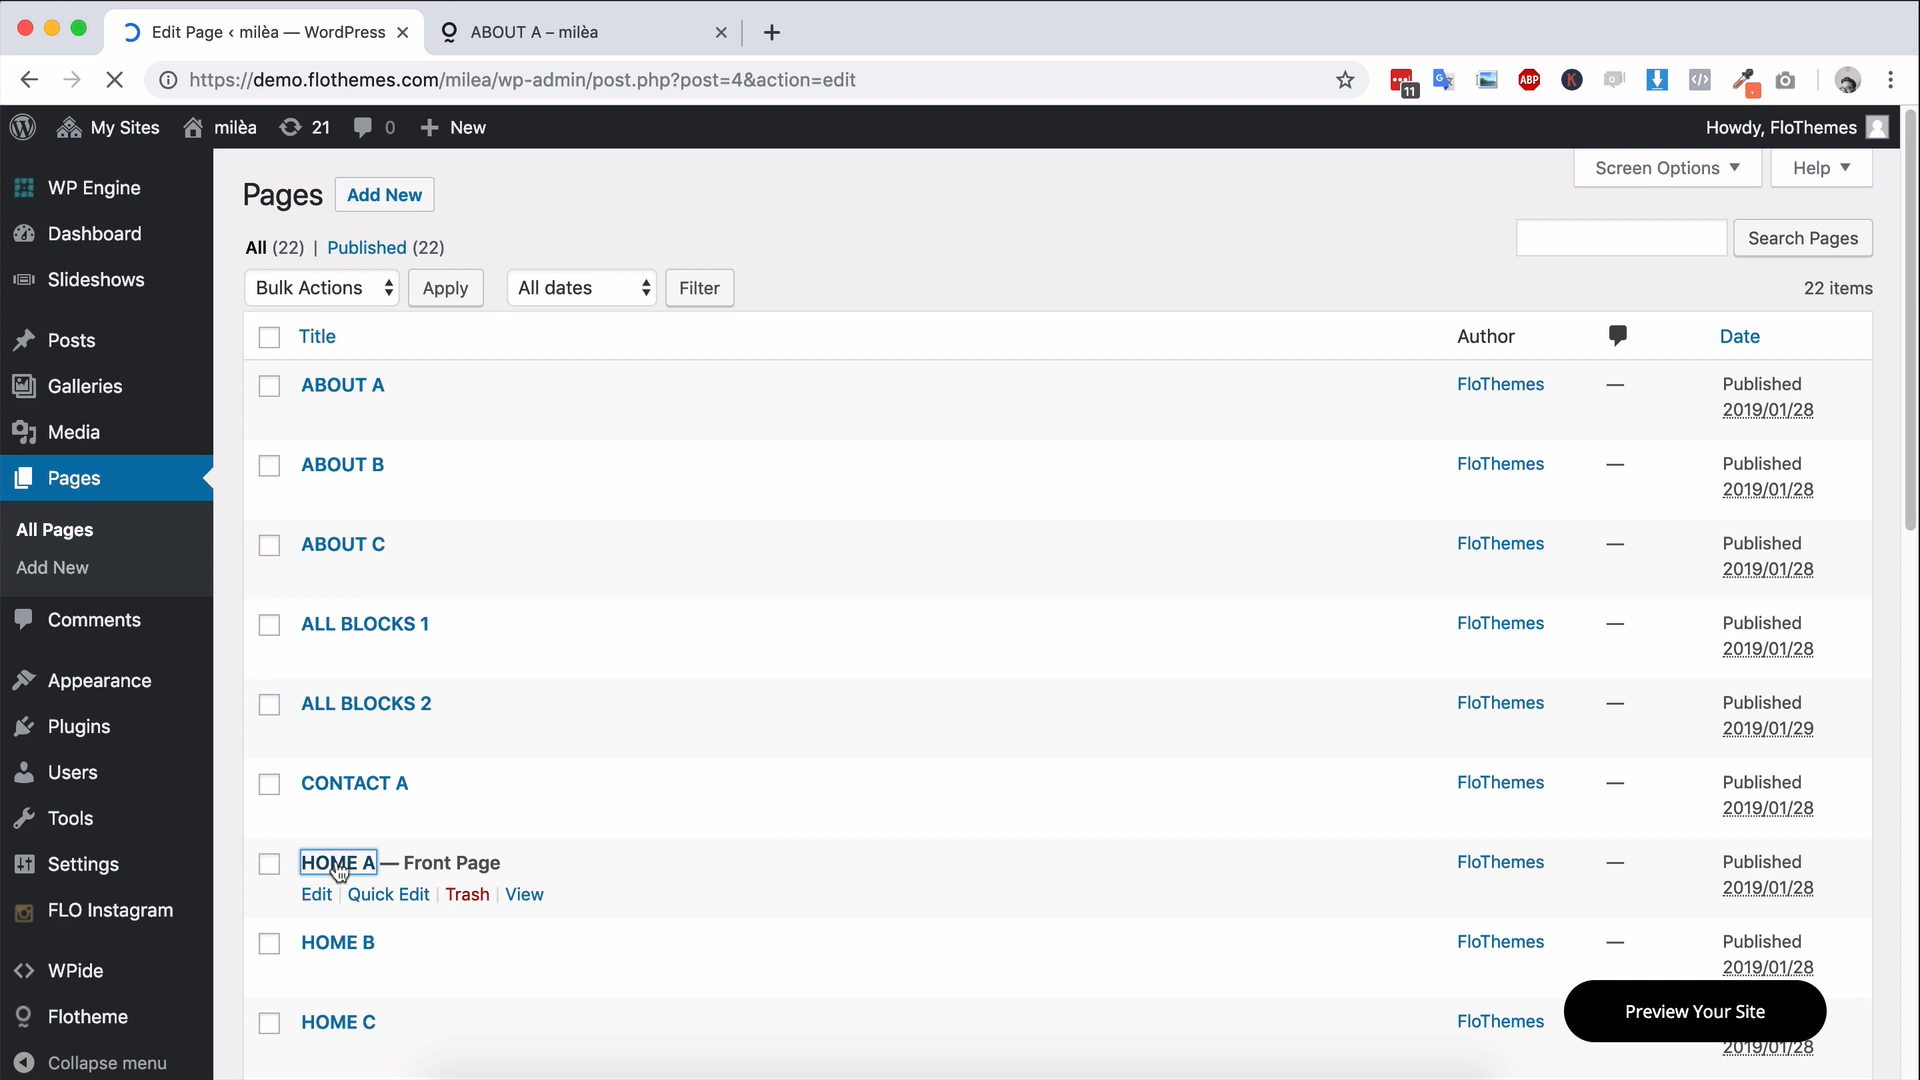 Edit Page ‹ milèa — WordPress
ABOUT A – milèa
https://demo.flothemes.com/milea/wp-admin/post.php?post=4&action=edit
11
ABP
K
My Sites
milèa
21
0
New
Howdy, FloThemes
WP Engine
Dashboard
Slideshows
Posts
Galleries
Media
Pages
All Pages
Add New
Comments
Appearance
Plugins
Users
Tools
Settings
FLO Instagram
WPide
Flotheme
Collapse menu
Screen Options
Help
Pages
Add New
All (22) | Published (22)
Search Pages
Bulk Actions
Apply
All dates
Filter
22 items
Title
Author
Date
ABOUT A
FloThemes
—
Published
2019/01/28
ABOUT B
FloThemes
—
Published
2019/01/28
ABOUT C
FloThemes
—
Published
2019/01/28
ALL BLOCKS 1
FloThemes
—
Published
2019/01/28
ALL BLOCKS 2
FloThemes
—
Published
2019/01/29
CONTACT A
FloThemes
—
Published
2019/01/28
HOME A — Front Page
Edit | Quick Edit | Trash | View
FloThemes
—
Published
2019/01/28
HOME B
FloThemes
—
Published
2019/01/28
HOME C
FloThemes
Preview Your Site
2019/01/28